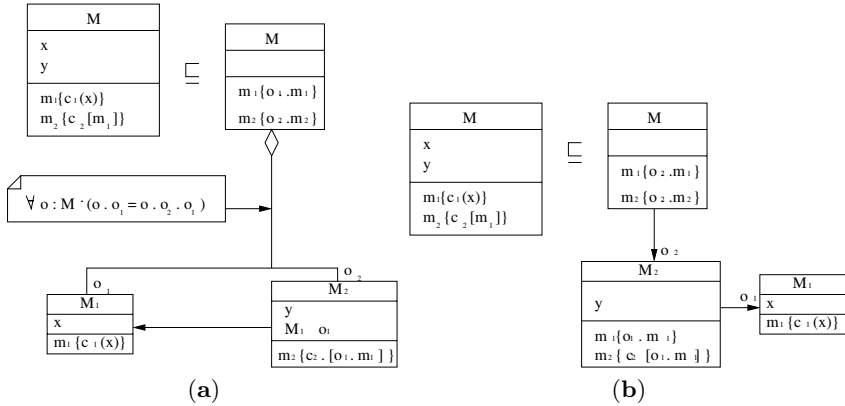 M
x
y
m₁{c₁(x)}
m₂{c₂[m₁]}
⊑
M
m₁{o₁.m₁}
m₂{o₂.m₂}
∀ o : M · (o . o₁ = o . o₂ . o₁)
o₁
M₁
x
m₁{c₁(x)}
o₂
M₂
y
M₁ o₁
m₂{c₂.[o₁.m₁]}
(a)
M
x
y
m₁{c₁(x)}
m₂{c₂[m₁]}
⊑
M
m₁{o₂.m₁}
m₂{o₂.m₂}
o₂
M₂
y
m₁{o₁.m₁}
m₂{c₂[o₁.m₁]}
o₁
M₁
x
m₁{c₁(x)}
(b)